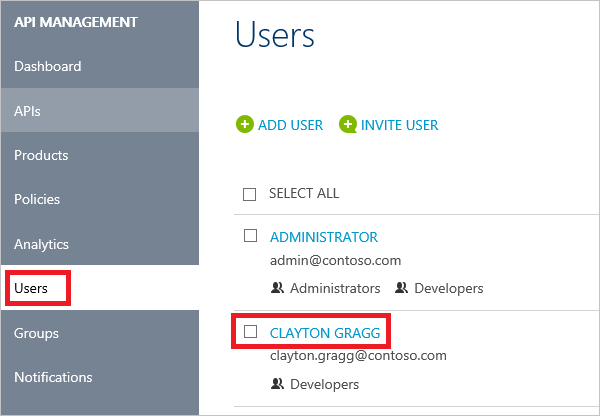 API MANAGEMENT
Dashboard
APIs
Products
Policies
Analytics
Users
Groups
Notifications
Users
ADD USER INVITE USER
SELECT ALL
ADMINISTRATOR
admin@contoso.com
Administrators Developers
CLAYTON GRAGG
clayton.gragg@contoso.com
Developers